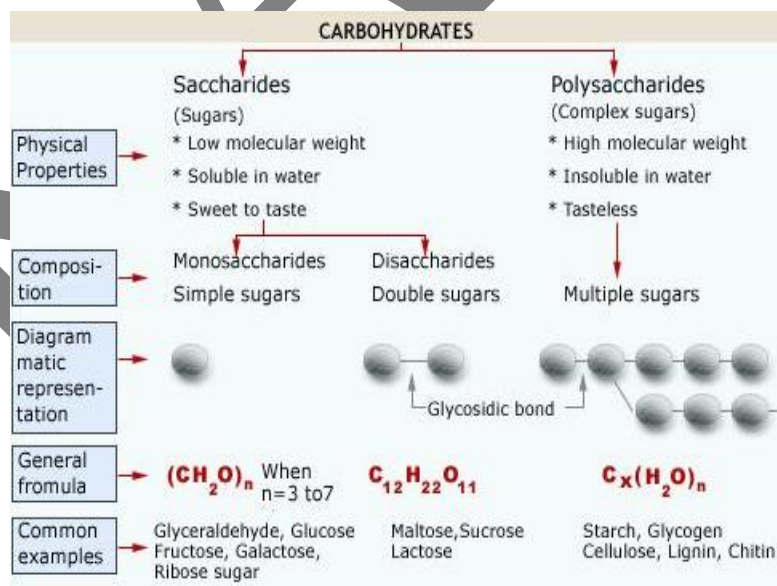 CARBOHYDRATES
Saccharides
(Sugars)
Polysaccharides
(Complex sugars)
Physical
Properties
* Low molecular weight
* Soluble in water
* Sweet to taste
* High molecular weight
* Insoluble in water
* Tasteless
Composi-
tion
Monosaccharides
Simple sugars
Disaccharides
Double sugars
Multiple sugars
Diagram
matic
represen-
tation
Glycosidic bond
General
fromula
(CH2O)n When
n=3 to7
C12H22O11
Cx(H2O)n
Common
examples
Glyceraldehyde, Glucose
Fructose, Galactose,
Ribose sugar
Maltose,Sucrose
Lactose
Starch, Glycogen
Cellulose, Lignin, Chitin